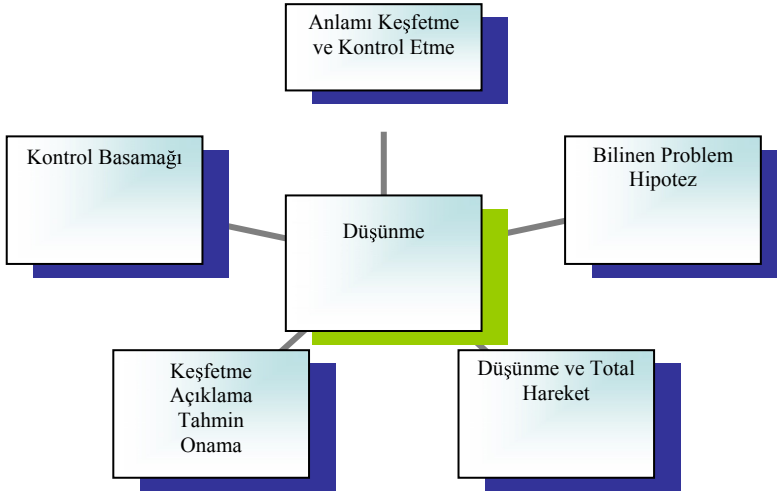 Anlamı Keşfetme
ve Kontrol Etme
Kontrol Basamağı
Bilinen Problem
Hipotez
Düşünme
Keşfetme
Açıklama
Tahmin
Onama
Düşünme ve Total
Hareket